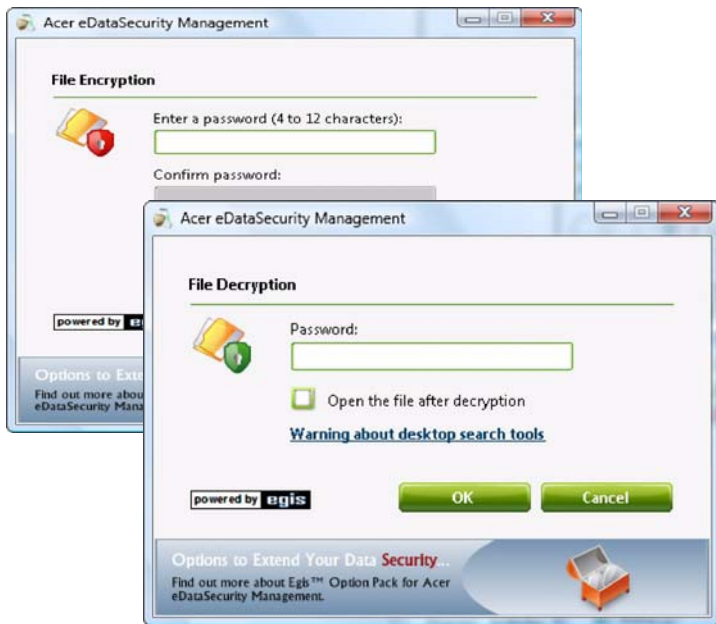 Acer eDataSecurity Management
File Encryption
Enter a password (4 to 12 characters):
Confirm password:
powered by
Options to
Find out more
eDataSecurity
Acer eDataSecurity Management
File Decryption
Password:
Open the file after decryption
Warning about desktop search tools
powered by egis
OK
Cancel
Options to Extend Your Data Security...
Find out more about Egis™ Option Pack for Acer
eDataSecurity Management.